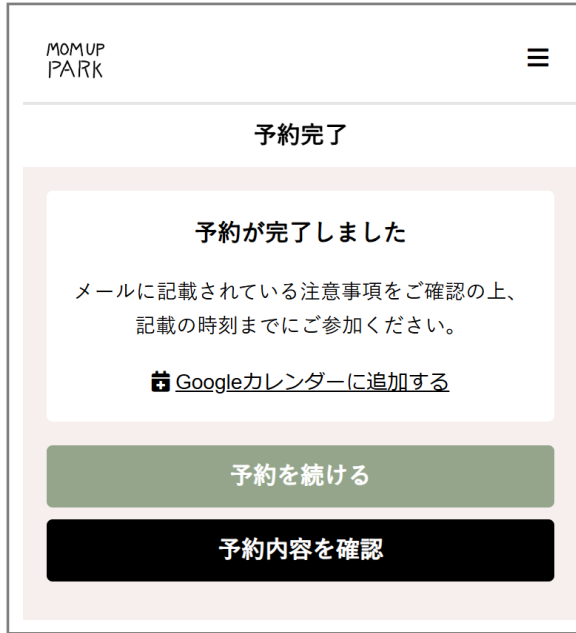 MOM UP
PARK
予約完了
予約が完了しました
メールに記載されている注意事項をご確認の上、
記載の時刻までにご参加ください。
Googleカレンダーに追加する
予約を続ける
予約内容を確認